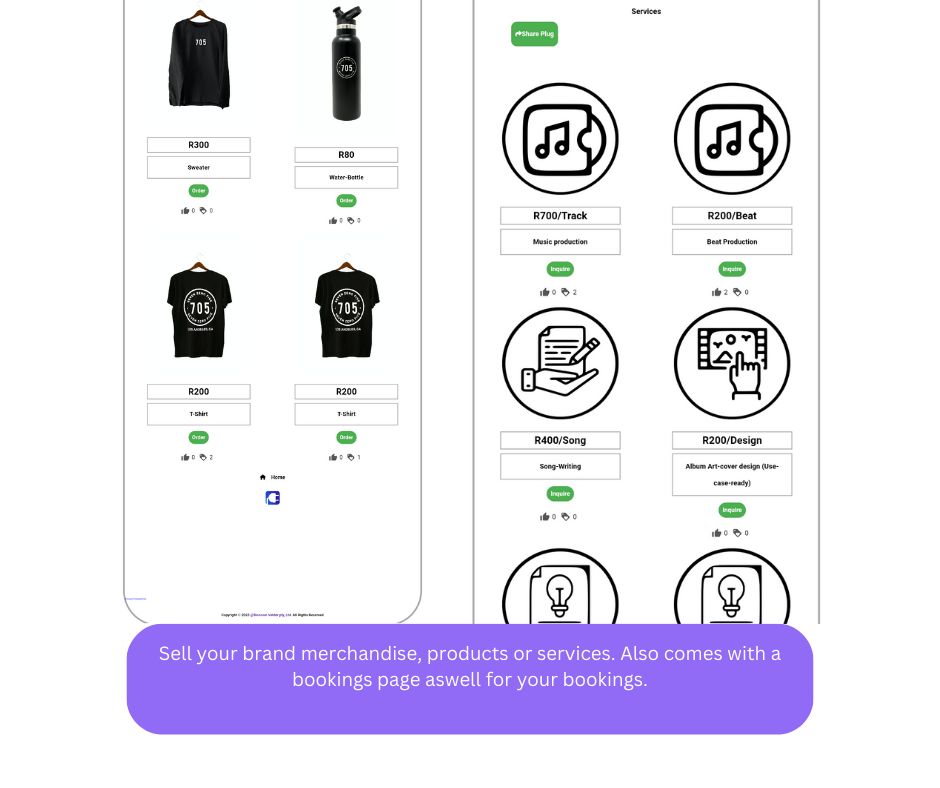 705
705
R300
Sweater
Order
0 0
R80
Water-Bottle
Order
0 0
705
705
R200
T-Shirt
Order
0 2
R200
T-Shirt
Order
0 1
Home
All Rights Reserved
Services
Share Plug
R700/Track
Music production
Inquire
0 2
R200/Beat
Beat Production
Inquire
2 0
R400/Song
Song-Writing
Inquire
0 0
R200/Design
Album Art-cover design (Use-
case-ready)
Inquire
0 0
Sell your brand merchandise, products or services. Also comes with a
bookings page aswell for your bookings.